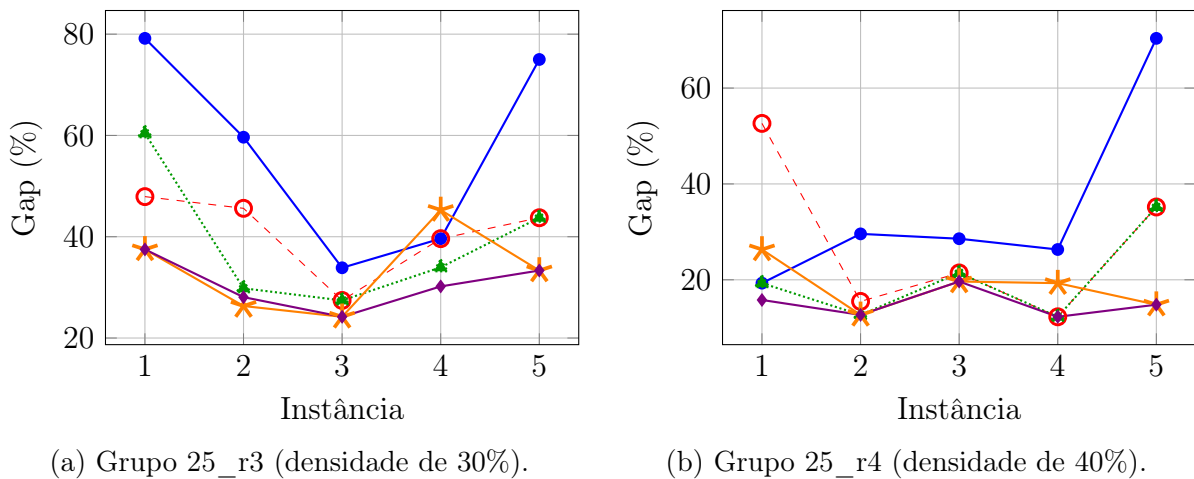 80
60
40
20
Gap (%)
1 2 3 4 5
Instância
(a) Grupo 25_r3 (densidade de 30%).
60
40
20
Gap (%)
1 2 3 4 5
Instância
(b) Grupo 25_r4 (densidade de 40%).